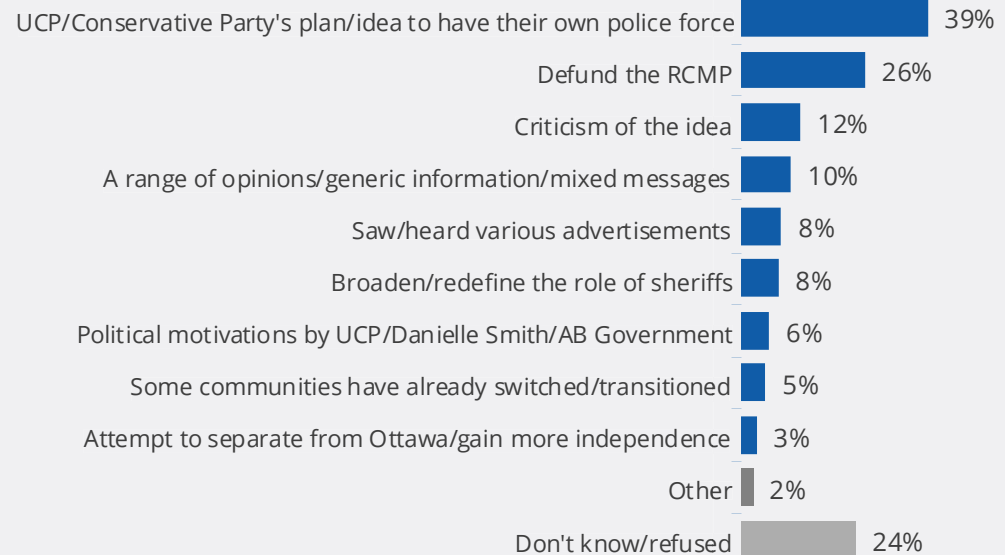 UCP/Conservative Party's plan/idea to have their own police force 39%
Defund the RCMP 26%
Criticism of the idea 12%
A range of opinions/generic information/mixed messages 10%
Saw/heard various advertisements 8%
Broaden/redefine the role of sheriffs 8%
Political motivations by UCP/Danielle Smith/AB Government 6%
Some communities have already switched/transitioned 5%
Attempt to separate from Ottawa/gain more independence 3%
Other 2%
Don't know/refused 24%